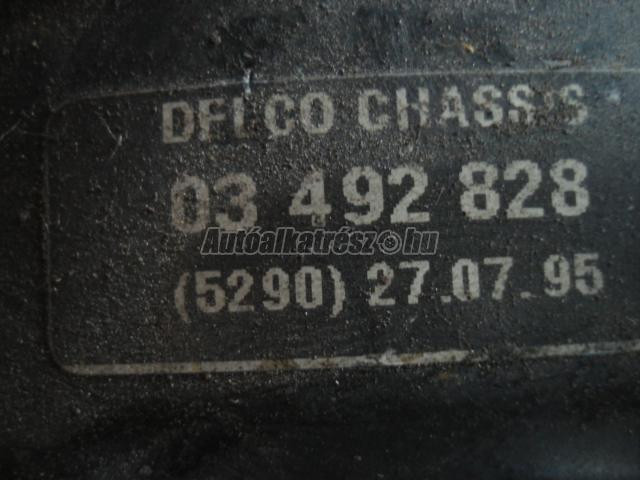 DELCO CHASSIS
03 492 828
Autóalkatrész.hu
(5290) 27.07.95